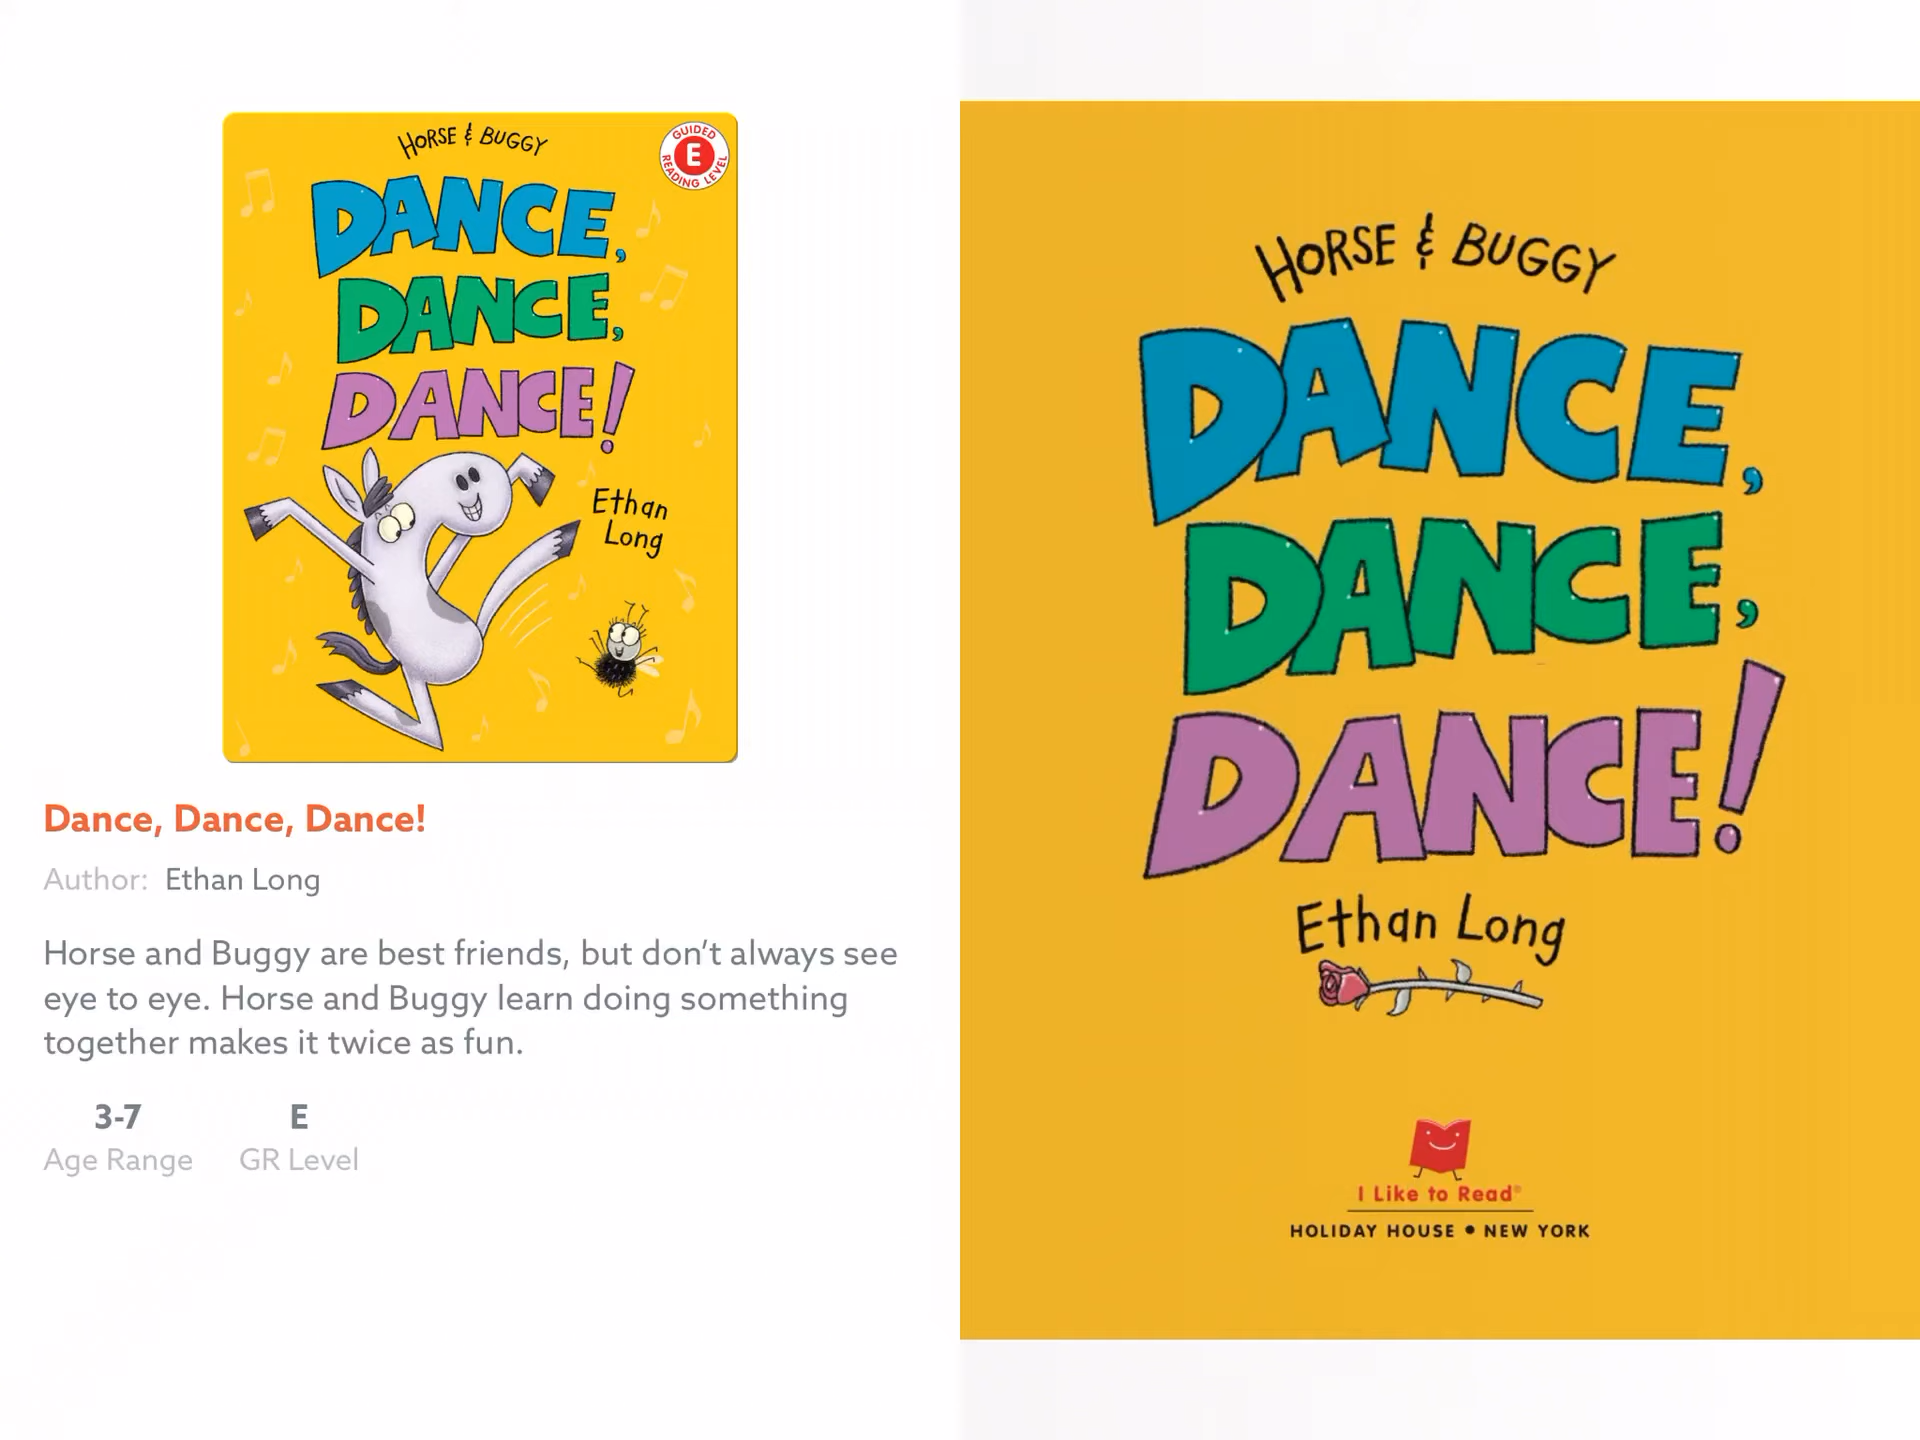 HORSE & BUGGY
GUIDED
E
READING LEVEL
DANCE,
DANCE,
DANCE!
Ethan
Long
Dance, Dance, Dance!
Author: Ethan Long
Horse and Buggy are best friends, but don’t always see
eye to eye. Horse and Buggy learn doing something
together makes it twice as fun.
3-7 E
Age Range GR Level
HORSE & BUGGY
DANCE,
DANCE,
DANCE!
Ethan Long
I Like to Read®
HOLIDAY HOUSE • NEW YORK